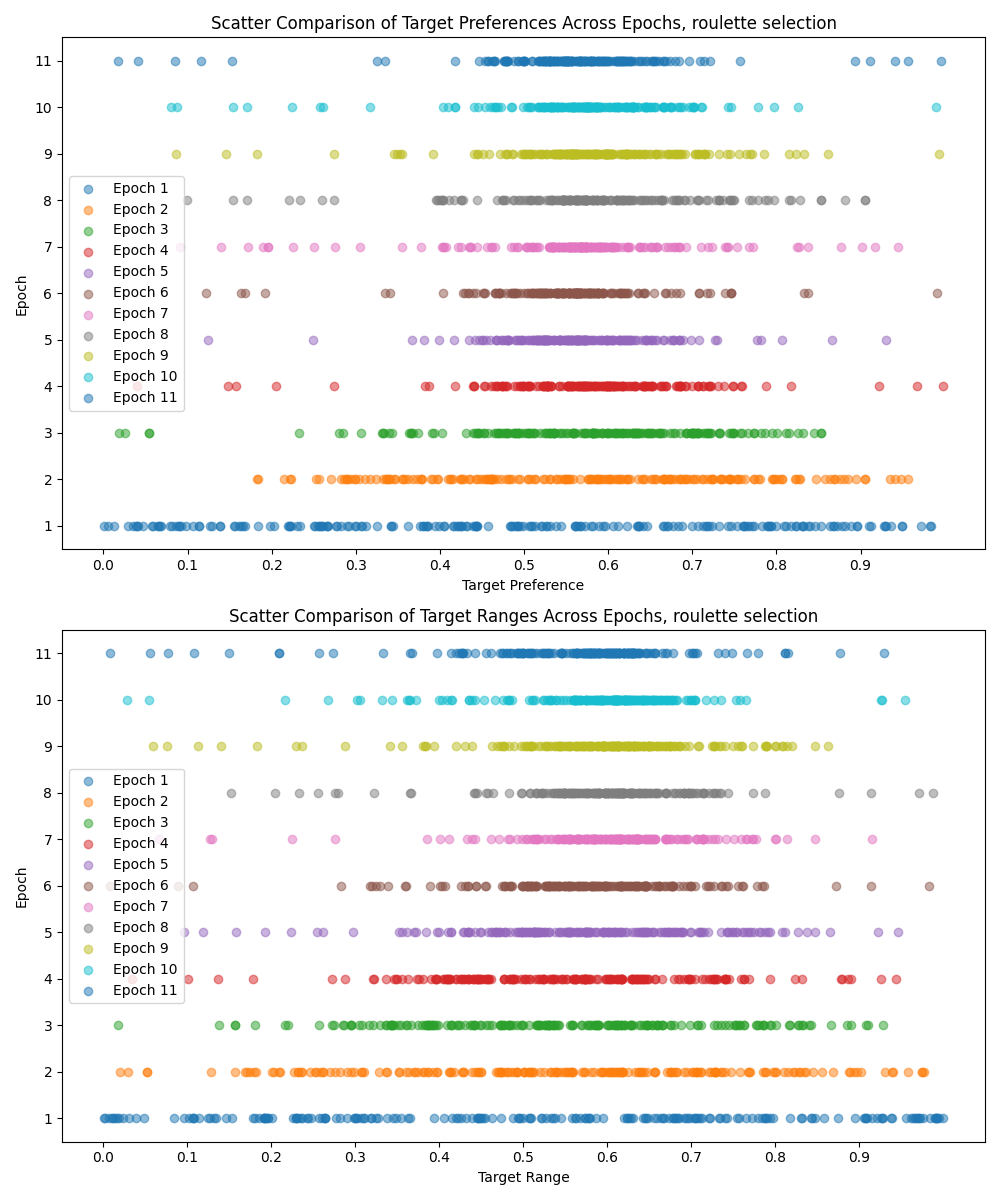 Scatter Comparison of Target Preferences Across Epochs, roulette selection
11
10
9
8
7
6
5
4
3
2
1
Epoch
Epoch 1
Epoch 2
Epoch 3
Epoch 4
Epoch 5
Epoch 6
Epoch 7
Epoch 8
Epoch 9
Epoch 10
Epoch 11
0.0 0.1 0.2 0.3 0.4 0.5 0.6 0.7 0.8 0.9
Target Preference
Scatter Comparison of Target Ranges Across Epochs, roulette selection
11
10
9
8
7
6
5
4
3
2
1
Epoch
Epoch 1
Epoch 2
Epoch 3
Epoch 4
Epoch 5
Epoch 6
Epoch 7
Epoch 8
Epoch 9
Epoch 10
Epoch 11
0.0 0.1 0.2 0.3 0.4 0.5 0.6 0.7 0.8 0.9
Target Range